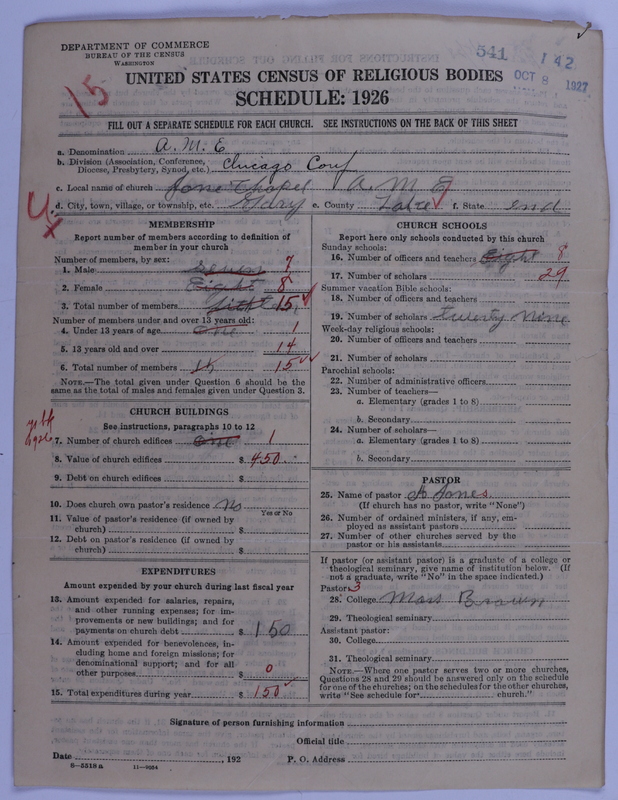 DEPARTMENT OF COMMERCE
BUREAU OF THE CENSUS
WASHINGTON
541 142
OCT 8 1927
15
UNITED STATES CENSUS OF RELIGIOUS BODIES
SCHEDULE: 1926
FILL OUT A SEPARATE SCHEDULE FOR EACH CHURCH. SEE INSTRUCTIONS ON THE BACK OF THIS SHEET
a. Denomination A. M. E
b. Division (Association, Conference, Diocese, Presbytery, Synod, etc.) Chicago Conf
c. Local name of church Jone Chapel A. M. E
d. City, town, village, or township, etc. Gary e. County Lake f. State Ind
MEMBERSHIP
Report number of members according to definition of
member in your church
Number of members, by sex:
1. Male seven 7
2. Female Eight 8
3. Total number of members 15
Number of members under and over 13 years old:
4. Under 13 years of age one 1
5. 13 years old and over 14
6. Total number of members 15
NOTE.—The total given under Question 6 should be the
same as the total of males and females given under Question 3.
CHURCH BUILDINGS
See instructions, paragraphs 10 to 12
7. Number of church edifices One 1
8. Value of church edifices $ 450
9. Debt on church edifices $
10. Does church own pastor's residence No
Yes or No
11. Value of pastor's residence (if owned by
church) $
12. Debt on pastor's residence (if owned by
church) $
EXPENDITURES
Amount expended by your church during last fiscal year
13. Amount expended for salaries, repairs,
and other running expenses; for im-
provements or new buildings; and for
payments on church debt $ 150
14. Amount expended for benevolences, in-
cluding home and foreign missions; for
denominational support; and for all
other purposes $ 0
15. Total expenditures during year $ 150
CHURCH SCHOOLS
Report here only schools conducted by this church
Sunday schools:
16. Number of officers and teachers Eight 8
17. Number of scholars 29
Summer vacation Bible schools:
18. Number of officers and teachers
19. Number of scholars twenty nine
Week-day religious schools:
20. Number of officers and teachers
21. Number of scholars
Parochial schools:
22. Number of administrative officers
23. Number of teachers—
a. Elementary (grades 1 to 8)
b. Secondary
24. Number of scholars—
a. Elementary (grades 1 to 8)
b. Secondary
PASTOR
25. Name of pastor Jones
(If church has no pastor, write "None")
26. Number of ordained ministers, if any, em-
ployed as assistant pastors
27. Number of other churches served by the
pastor or his assistants
If pastor (or assistant pastor) is a graduate of a college or
theological seminary, give name of institution below. (If
not a graduate, write "No" in the space indicated.)
Pastor:
28. College Moss Brown
29. Theological seminary
Assistant pastor:
30. College
31. Theological seminary
NOTE.—Where one pastor serves two or more churches,
Questions 28 and 29 should be answered only on the schedule
for one of the churches; on the schedules for the other churches,
write "See schedule for church."
Signature of person furnishing information
Official title
Date , 192 P. O. Address
8—5518 a 11—9054